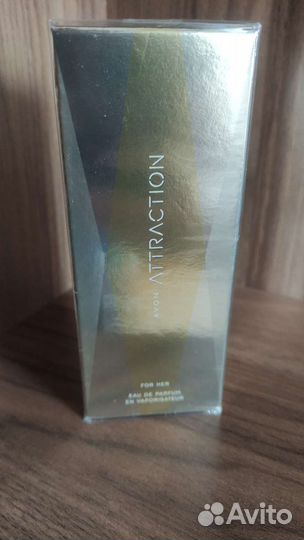 AVON ATTRACTION
FOR HER
EAU DE PARFUM
EN VAPORISATEUR
Avito